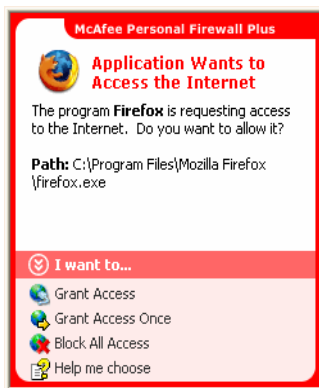 McAfee Personal Firewall Plus
Application Wants to
Access the Internet
The program Firefox is requesting access
to the Internet. Do you want to allow it?
Path: C:\Program Files\Mozilla Firefox
\firefox.exe
I want to...
Grant Access
Grant Access Once
Block All Access
Help me choose